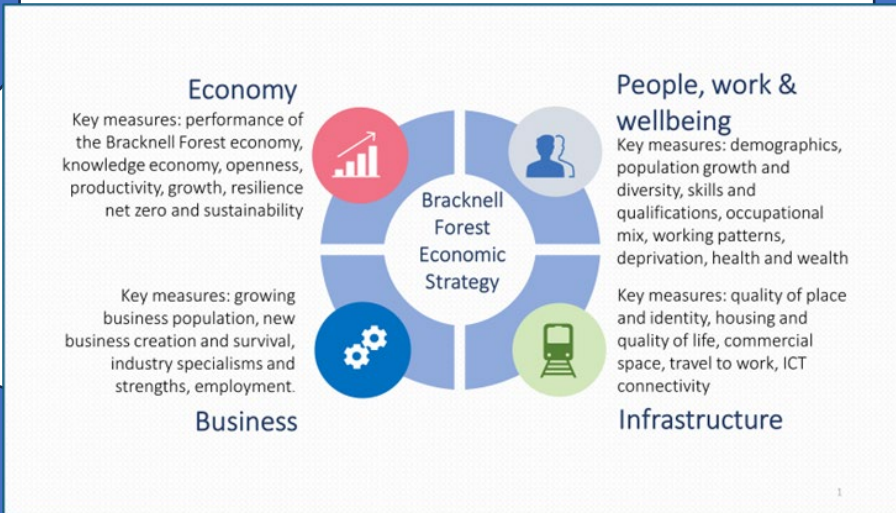 Economy
Key measures: performance of
the Bracknell Forest economy,
knowledge economy, openness,
productivity, growth, resilience
net zero and sustainability
People, work &
wellbeing
Key measures: demographics,
population growth and
diversity, skills and
qualifications, occupational
mix, working patterns,
deprivation, health and wealth
Bracknell
Forest
Economic
Strategy
Key measures: growing
business population, new
business creation and survival,
industry specialisms and
strengths, employment.
Business
Key measures: quality of place
and identity, housing and
quality of life, commercial
space, travel to work, ICT
connectivity
Infrastructure
1